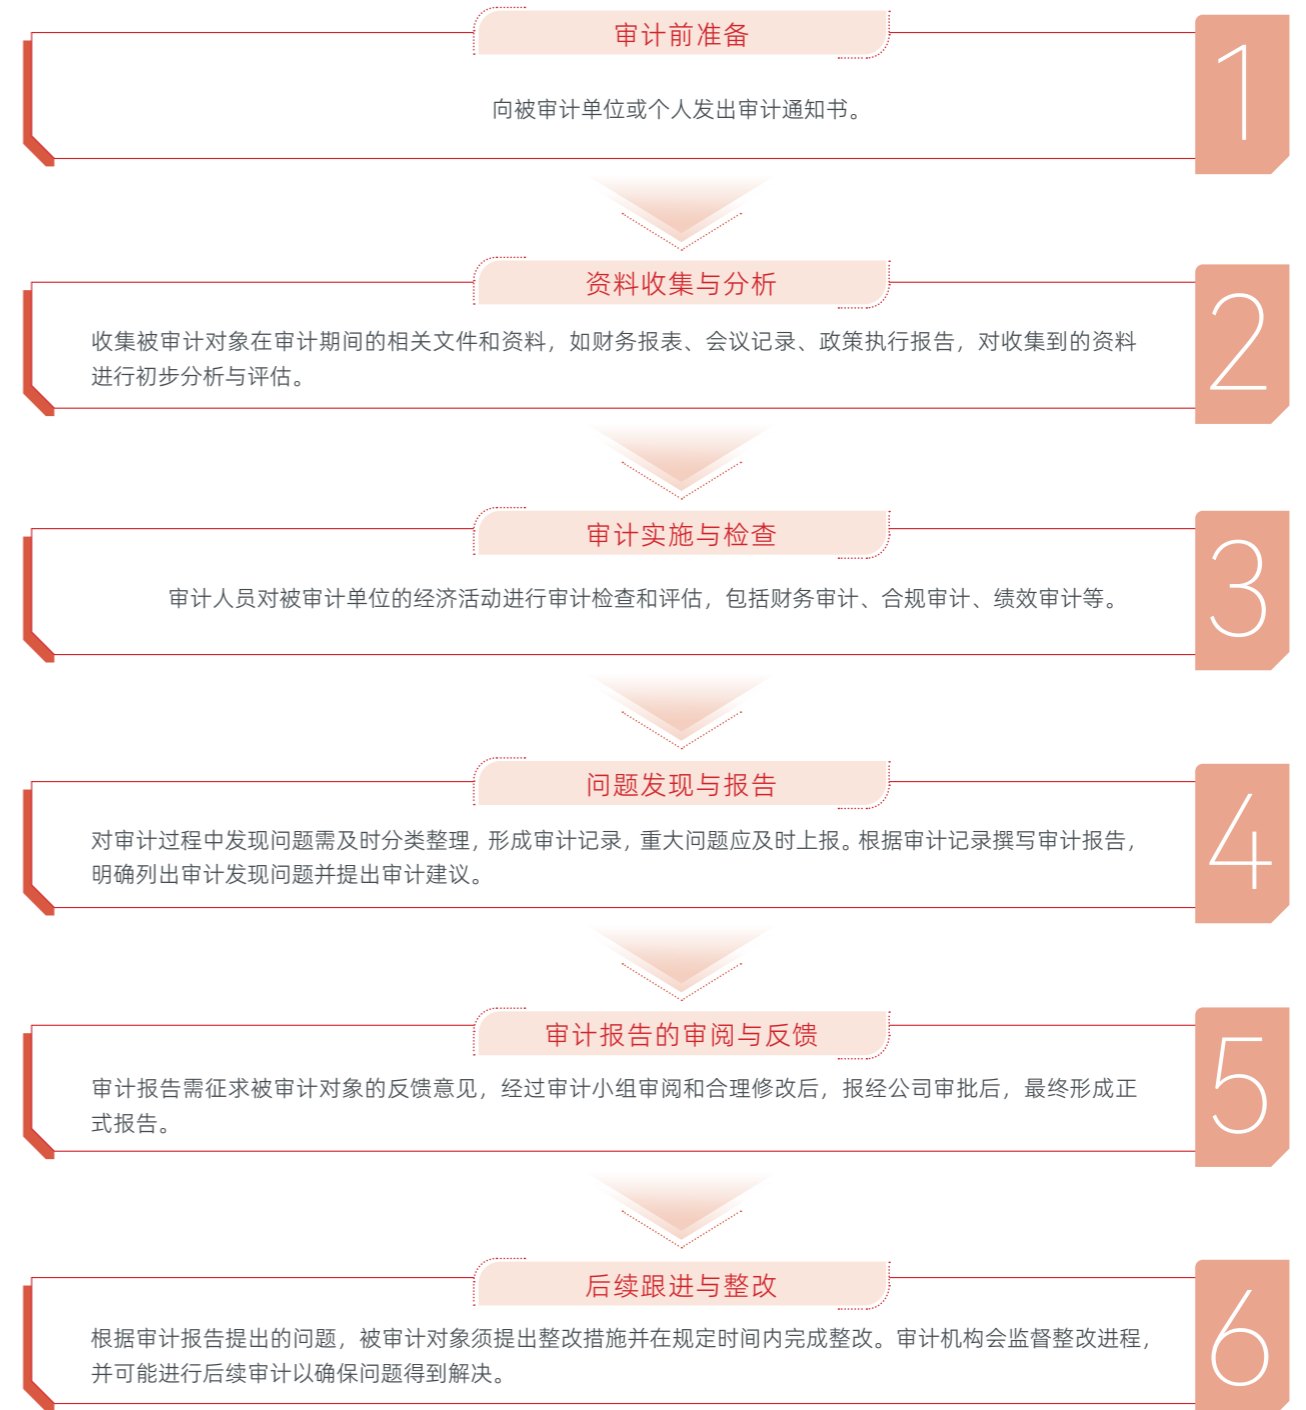 审计前准备
1
向被审计单位或个人发出审计通知书。
资料收集与分析
2
收集被审计对象在审计期间的相关文件和资料，如财务报表、会议记录、政策执行报告，对收集到的资料
进行初步分析与评估。
审计实施与检查
3
审计人员对被审计单位的经济活动进行审计检查和评估，包括财务审计、合规审计、绩效审计等。
问题发现与报告
4
对审计过程中发现问题需及时分类整理，形成审计记录，重大问题应及时上报。根据审计记录撰写审计报告，
明确列出审计发现问题并提出审计建议。
审计报告的审阅与反馈
5
审计报告需征求被审计对象的反馈意见，经过审计小组审阅和合理修改后，报经公司审批后，最终形成正
式报告。
后续跟进与整改
6
根据审计报告提出的问题，被审计对象须提出整改措施并在规定时间内完成整改。审计机构会监督整改进程，
并可能进行后续审计以确保问题得到解决。